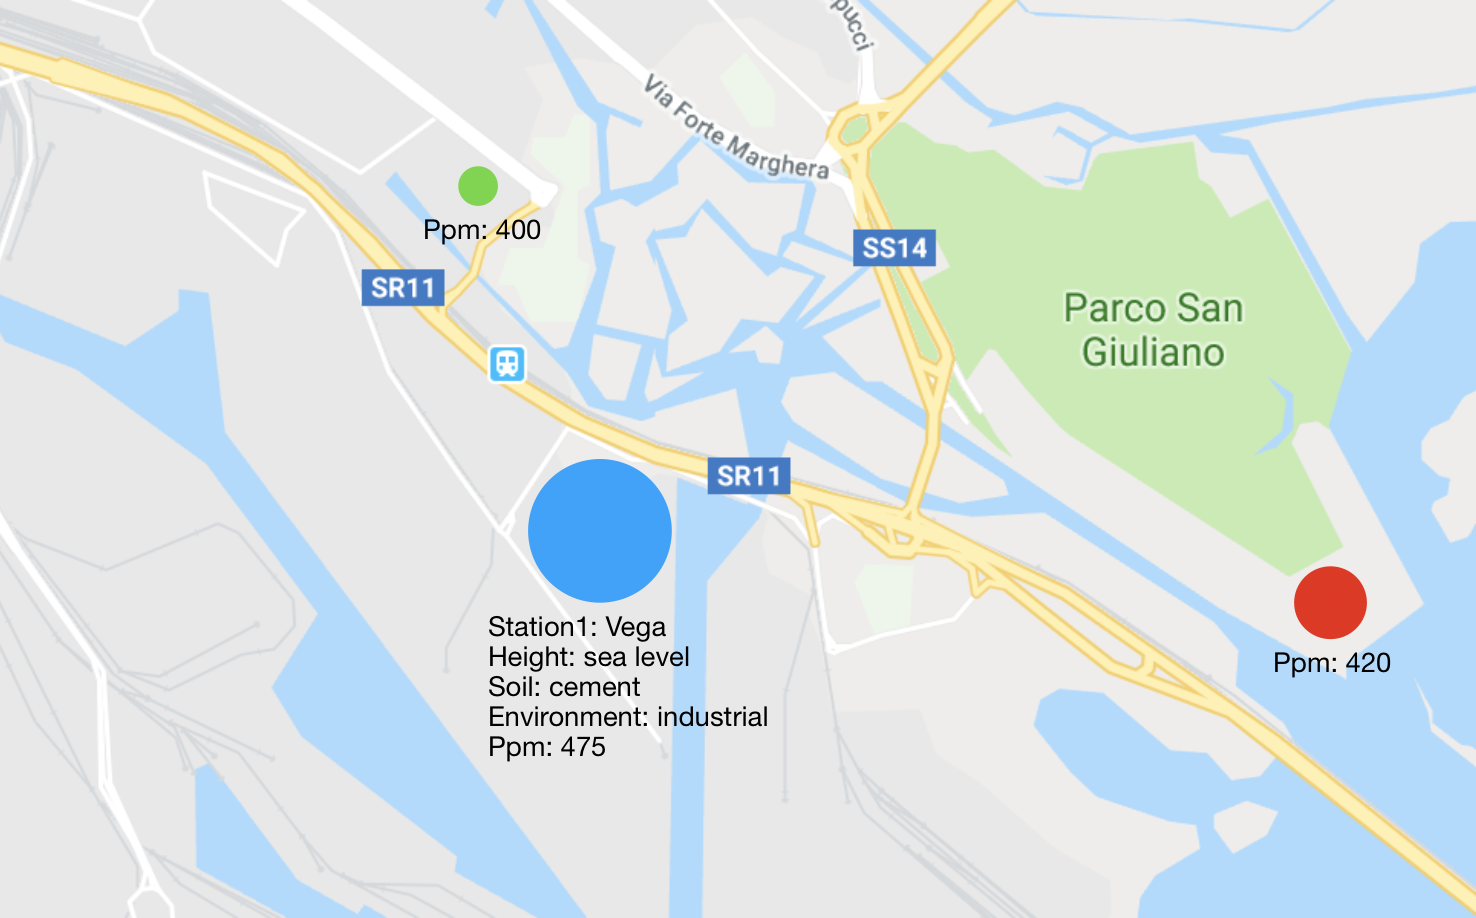 pucci
Via Forte Marghera
Ppm: 400
SS14
SR11
Parco San
Giuliano
SR11
Station1: Vega
Height: sea level
Soil: cement
Environment: industrial
Ppm: 475
Ppm: 420